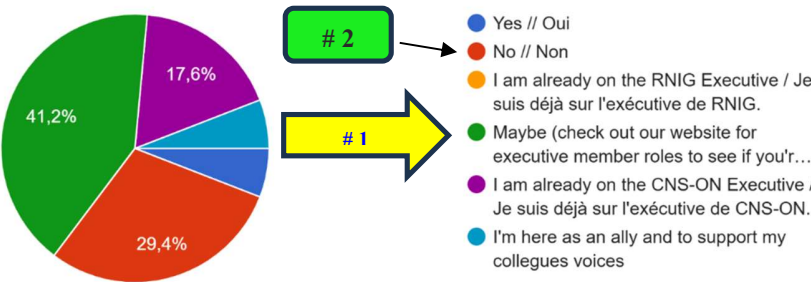 # 2
17,6%
41,2%
# 1
29,4%
Yes // Oui
No // Non
I am already on the RNIG Executive / Je
suis déjà sur l'exécutive de RNIG.
Maybe (check out our website for
executive member roles to see if you'r…
I am already on the CNS-ON Executive /
Je suis déjà sur l'exécutive de CNS-ON.
I'm here as an ally and to support my
collegues voices